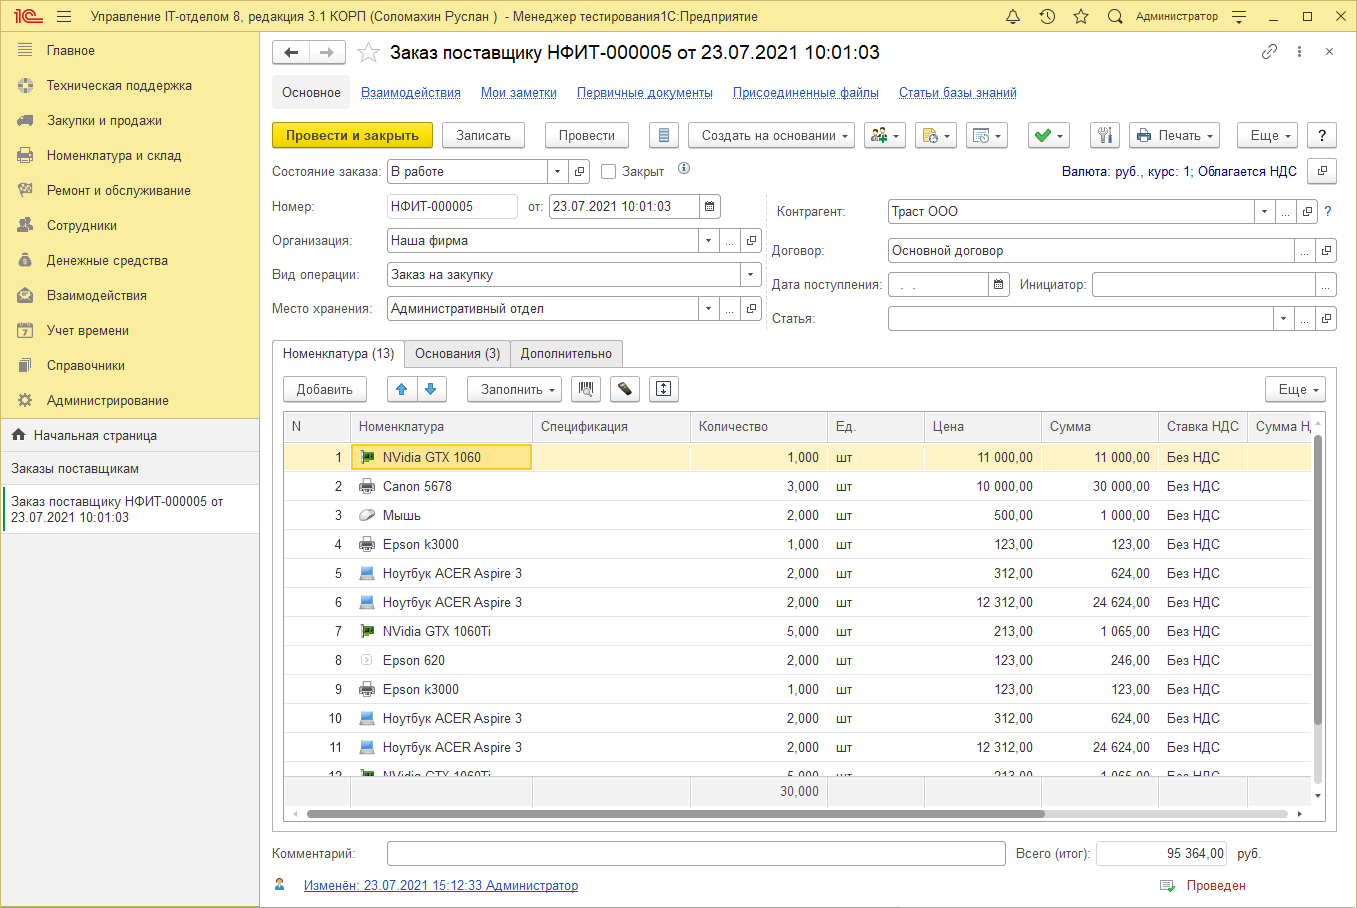 1С Управление IT-отделом 8, редакция 3.1 КОРП (Соломахин Руслан ) - Менеджер тестирования1С:Предприятие Администратор
Главное
Техническая поддержка
Закупки и продажи
Номенклатура и склад
Ремонт и обслуживание
Сотрудники
Денежные средства
Взаимодействия
Учет времени
Справочники
Администрирование
Начальная страница
Заказы поставщикам
Заказ поставщику НФИТ-000005 от
23.07.2021 10:01:03
Заказ поставщику НФИТ-000005 от 23.07.2021 10:01:03
Основное Взаимодействия Мои заметки Первичные документы Присоединенные файлы Статьи базы знаний
Провести и закрыть Записать Провести Создать на основании Печать Еще ?
Состояние заказа: В работе Закрыт Валюта: руб., курс: 1; Облагается НДС
Номер: НФИТ-000005 от: 23.07.2021 10:01:03
Контрагент: Траст ООО ... ?
Организация: Наша фирма ...
Договор: Основной договор ...
Вид операции: Заказ на закупку
Дата поступления: . . Инициатор: ...
Место хранения: Административный отдел ...
Статья: ...
Номенклатура (13) Основания (3) Дополнительно
Добавить Заполнить Еще
N Номенклатура Спецификация Количество Ед. Цена Сумма Ставка НДС Сумма Н
1 NVidia GTX 1060 1,000 шт 11 000,00 11 000,00 Без НДС
2 Canon 5678 3,000 шт 10 000,00 30 000,00 Без НДС
3 Мышь 2,000 шт 500,00 1 000,00 Без НДС
4 Epson k3000 1,000 шт 123,00 123,00 Без НДС
5 Ноутбук ACER Aspire 3 2,000 шт 312,00 624,00 Без НДС
6 Ноутбук ACER Aspire 3 2,000 шт 12 312,00 24 624,00 Без НДС
7 NVidia GTX 1060Ti 5,000 шт 213,00 1 065,00 Без НДС
8 Epson 620 2,000 шт 123,00 246,00 Без НДС
9 Epson k3000 1,000 шт 123,00 123,00 Без НДС
10 Ноутбук ACER Aspire 3 2,000 шт 312,00 624,00 Без НДС
11 Ноутбук ACER Aspire 3 2,000 шт 12 312,00 24 624,00 Без НДС
12 NVidia GTX 1060Ti 5,000 шт 213,00 1 065,00 Без НДС
30,000
Комментарий: Всего (итог): 95 364,00 руб.
Изменён: 23.07.2021 15:12:33 Администратор Проведен